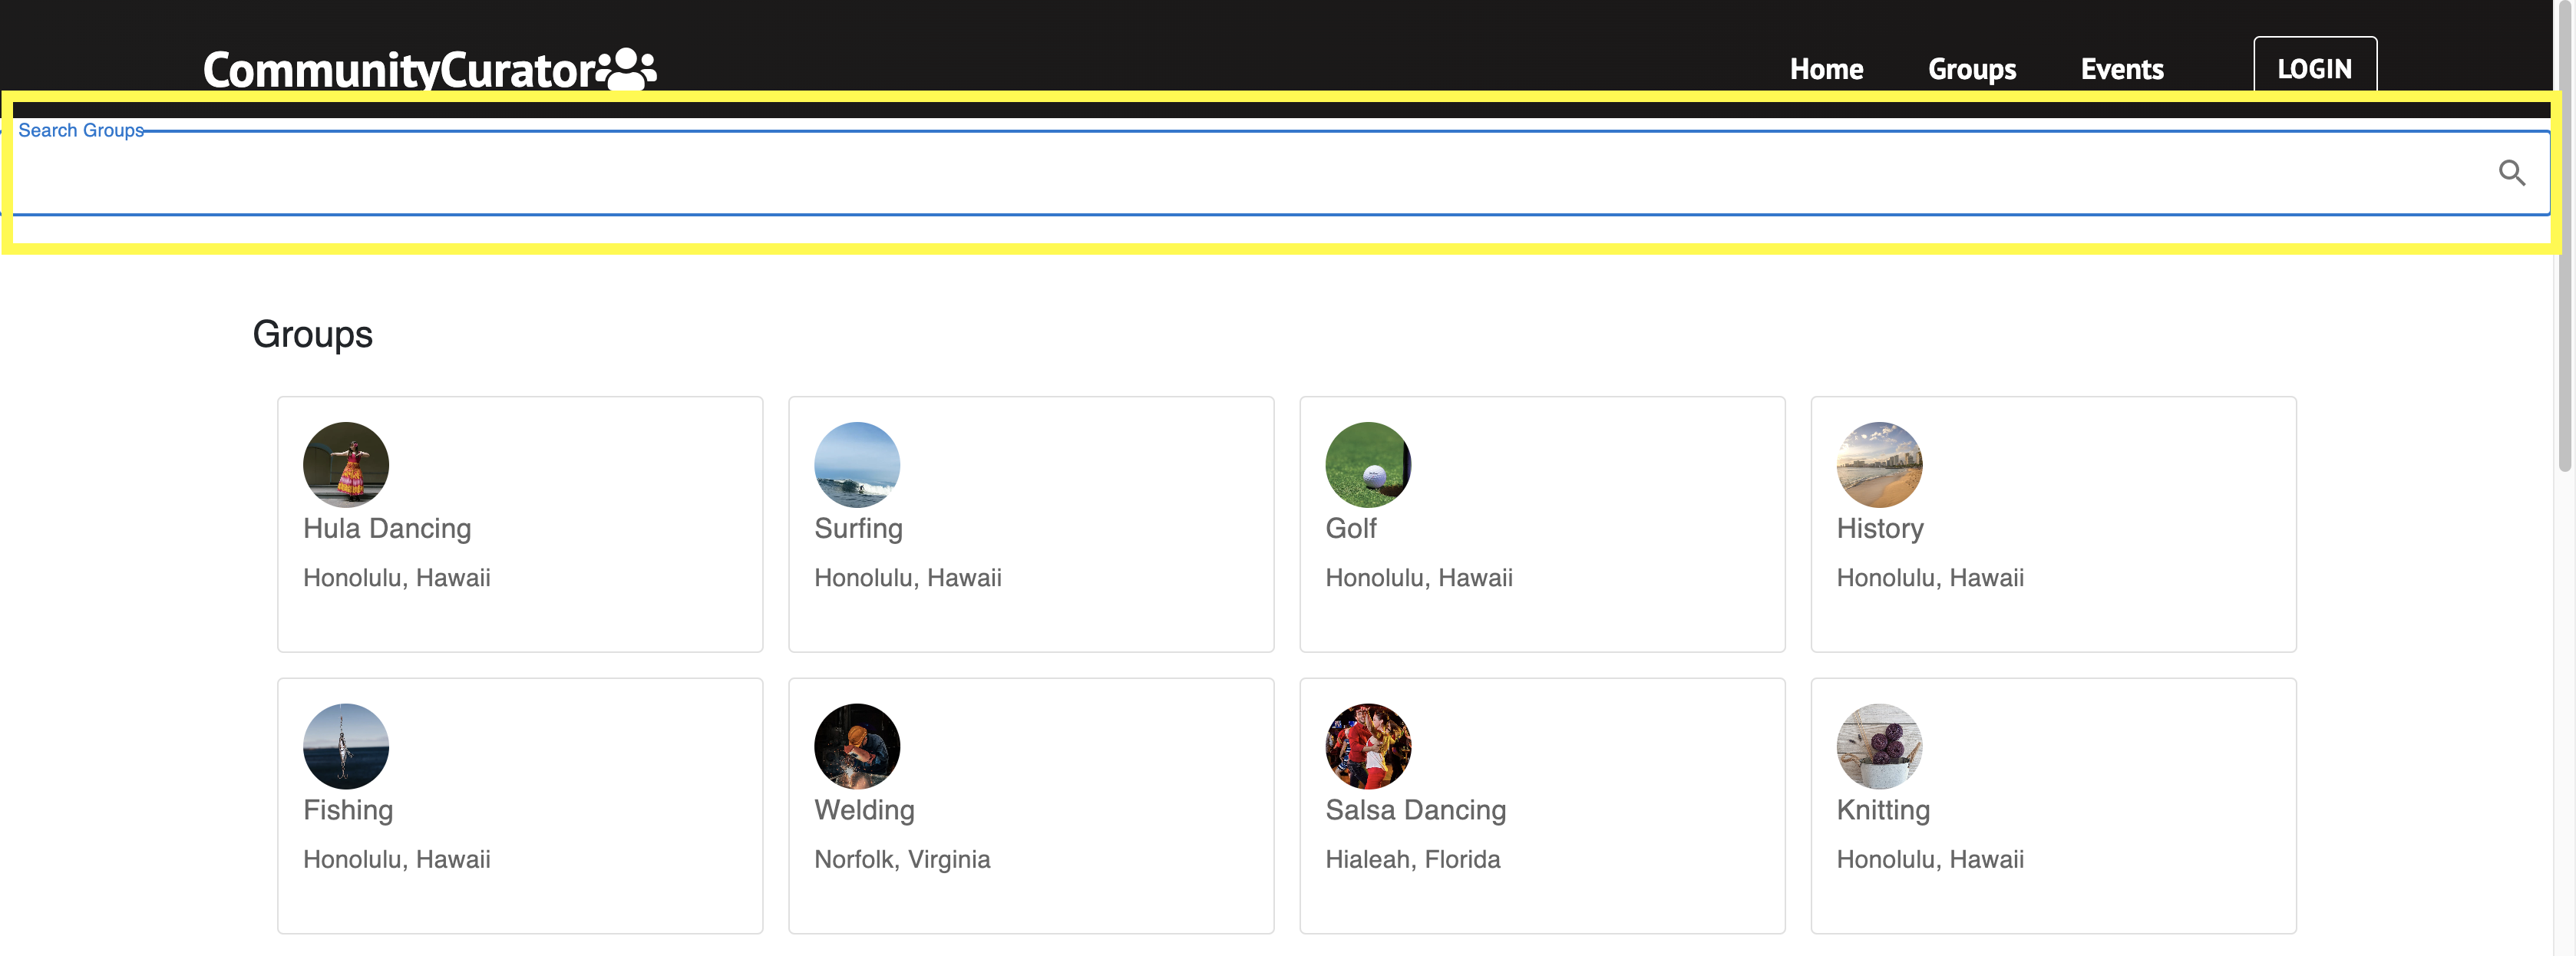 CommunityCurator
Home Groups Events LOGIN
Search Groups
Groups
Hula Dancing
Honolulu, Hawaii
Surfing
Honolulu, Hawaii
Golf
Honolulu, Hawaii
History
Honolulu, Hawaii
Fishing
Honolulu, Hawaii
Welding
Norfolk, Virginia
Salsa Dancing
Hialeah, Florida
Knitting
Honolulu, Hawaii